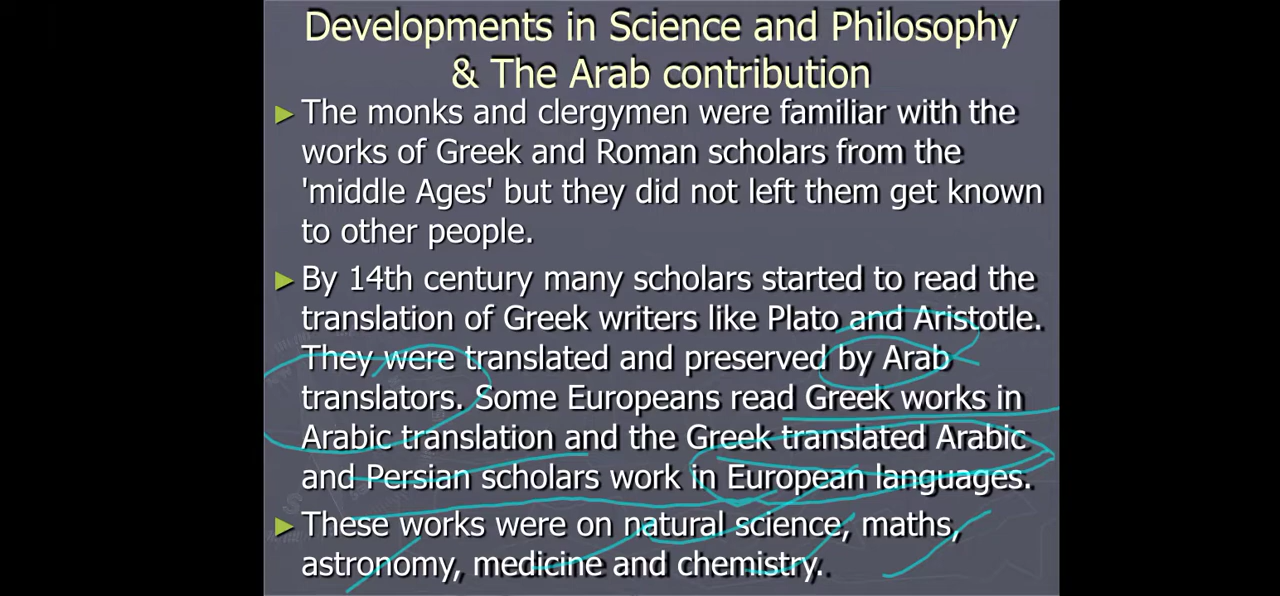 Developments in Science and Philosophy
& The Arab contribution
The monks and clergymen were familiar with the
works of Greek and Roman scholars from the
'middle Ages' but they did not left them get known
to other people.
By 14th century many scholars started to read the
translation of Greek writers like Plato and Aristotle.
They were translated and preserved by Arab
translators. Some Europeans read Greek works in
Arabic translation and the Greek translated Arabic
and Persian scholars work in European languages.
These works were on natural science, maths,
astronomy, medicine and chemistry.